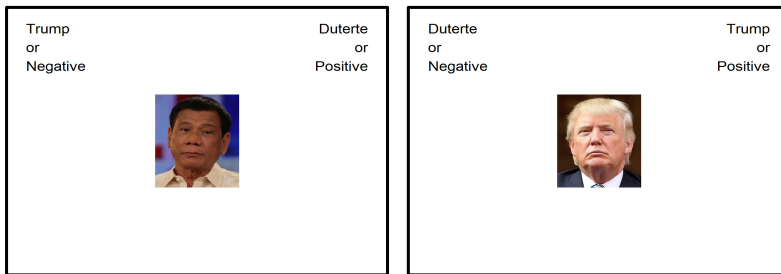 Trump
or
Negative
Duterte
or
Positive
Duterte
or
Negative
Trump
or
Positive